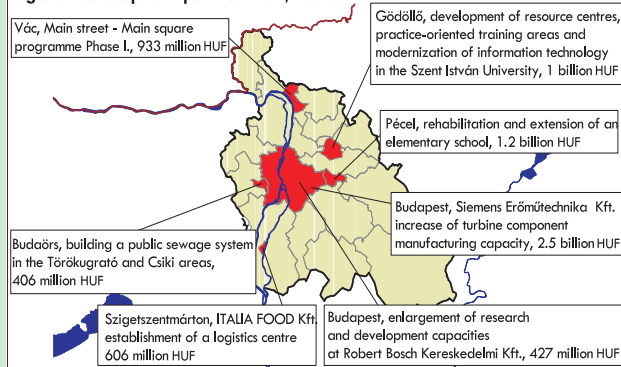 Vác, Main street - Main square
programme Phase I., 933 million HUF
Gödöllő, development of resource centres,
practice-oriented training areas and
modernization of information technology
in the Szent István University, 1 billion HUF
Pécel, rehabilitation and extension of an
elementary school, 1.2 billion HUF
Budapest, Siemens Erőműtechnika Kft.
increase of turbine component
manufacturing capacity, 2.5 billion HUF
Budaörs, building a public sewage system
in the Törökugrató and Csiki areas,
406 million HUF
Szigetszentmárton, ITALIA FOOD Kft.
establishment of a logistics centre
606 million HUF
Budapest, enlargement of research
and development capacities
at Robert Bosch Kereskedelmi Kft., 427 million HUF